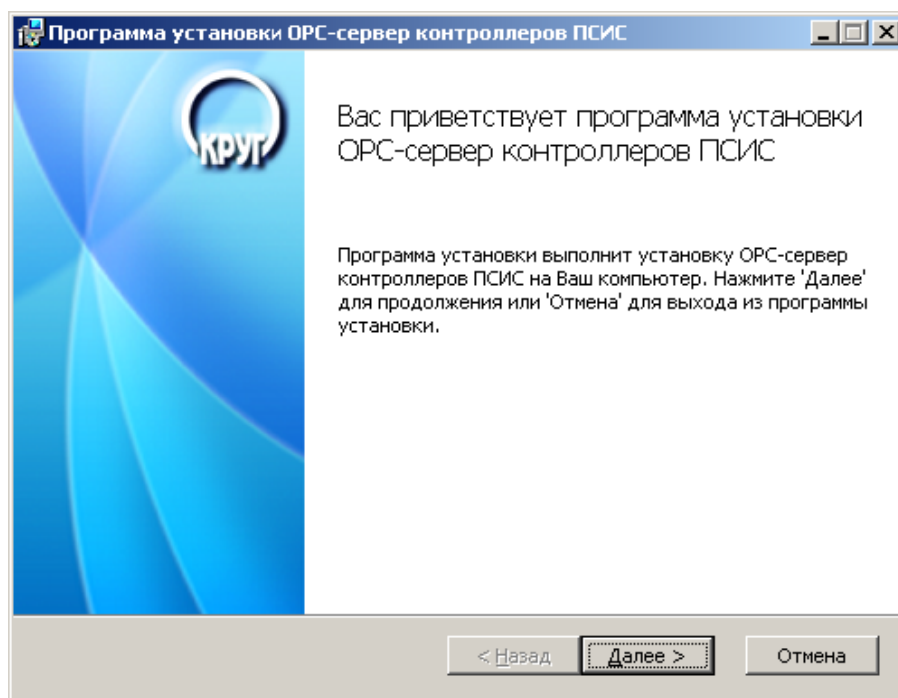 Программа установки OPC-сервер контроллеров ПСИС
КРУГ
Вас приветствует программа установки
OPC-сервер контроллеров ПСИС
Программа установки выполнит установку OPC-сервер
контроллеров ПСИС на Ваш компьютер. Нажмите 'Далее'
для продолжения или 'Отмена' для выхода из программы
установки.
< Назад
Далее >
Отмена